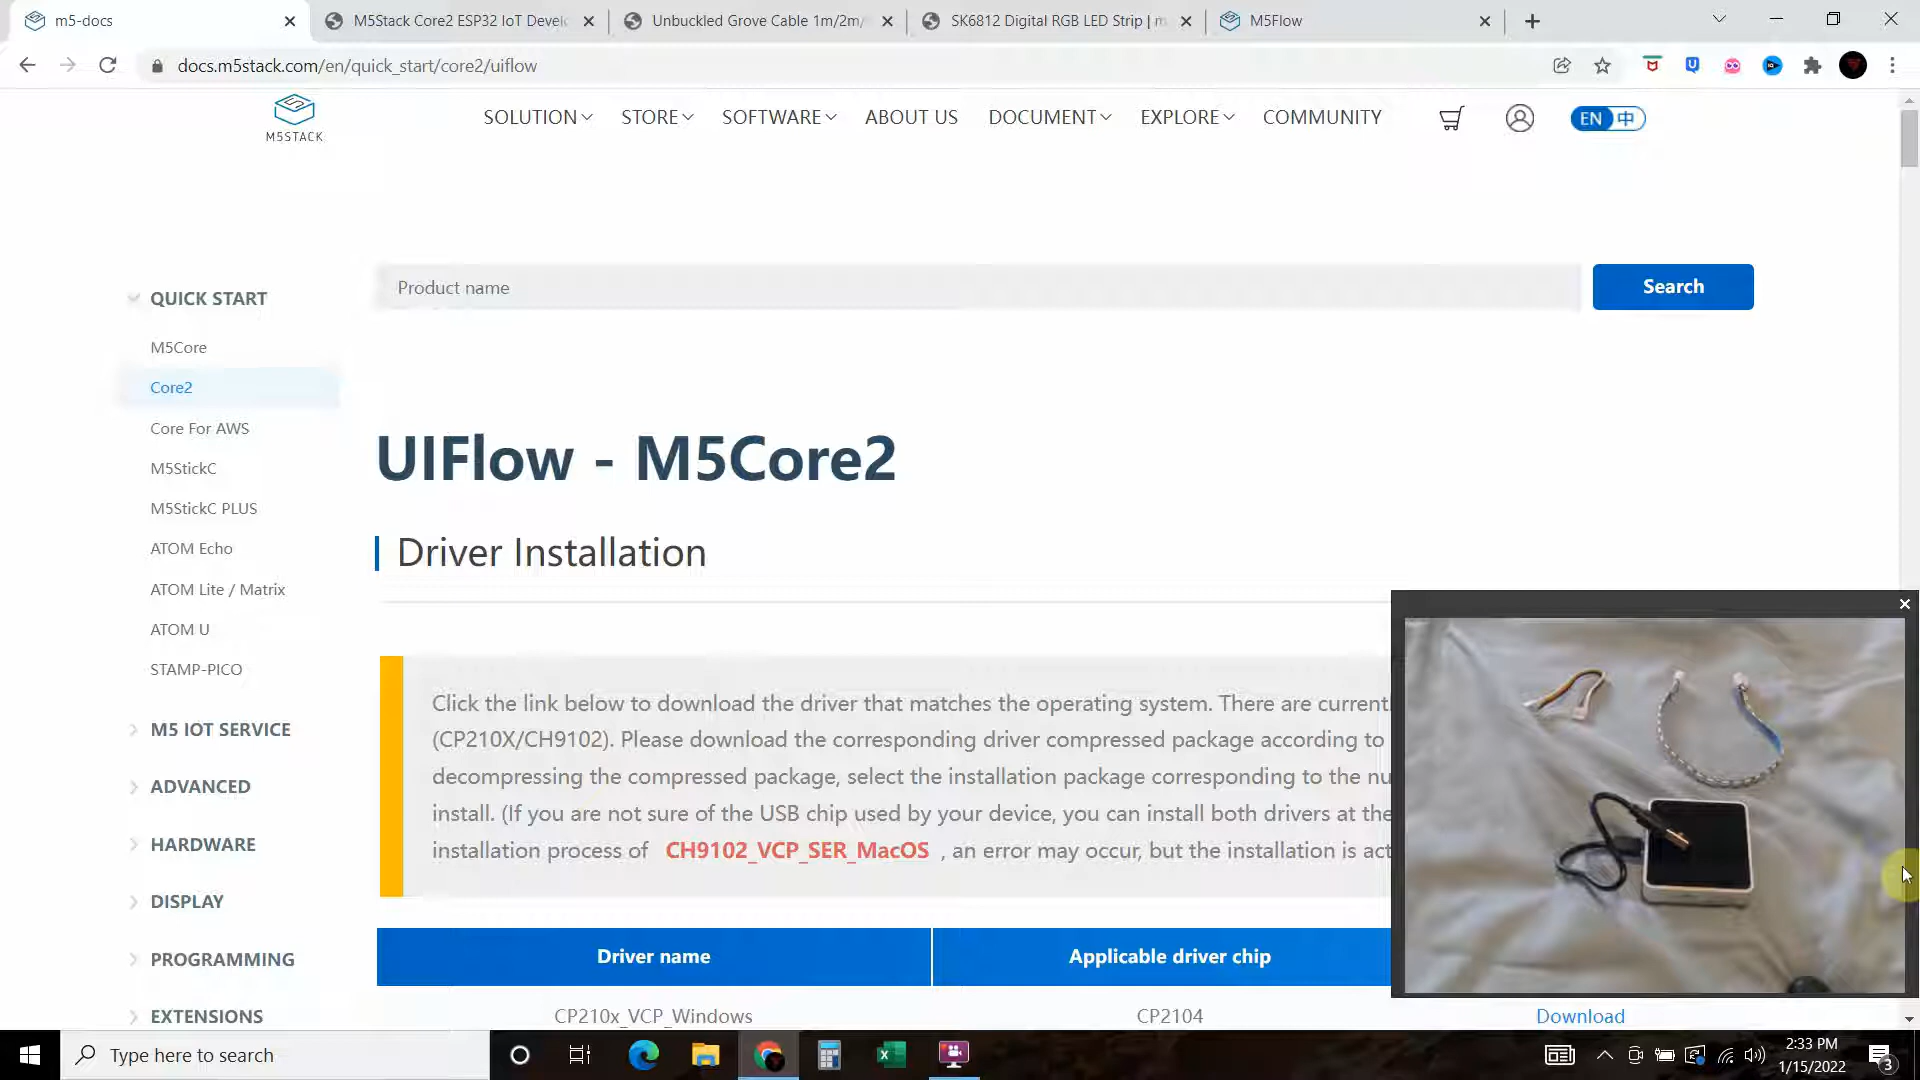 m5-docs
M5Stack Core2 ESP32 IoT Devel
Unbuckled Grove Cable 1m/2m/
SK6812 Digital RGB LED Strip | m
M5Flow
docs.m5stack.com/en/quick_start/core2/uiflow
M5STACK
SOLUTION
STORE
SOFTWARE
ABOUT US
DOCUMENT
EXPLORE
COMMUNITY
EN 中
Product name
Search
QUICK START
M5Core
Core2
Core For AWS
M5StickC
M5StickC PLUS
ATOM Echo
ATOM Lite / Matrix
ATOM U
STAMP-PICO
M5 IOT SERVICE
ADVANCED
HARDWARE
DISPLAY
PROGRAMMING
EXTENSIONS
UIFlow - M5Core2
Driver Installation
Click the link below to download the driver that matches the operating system. There are current
(CP210X/CH9102). Please download the corresponding driver compressed package according to
decompressing the compressed package, select the installation package corresponding to the nu
install. (If you are not sure of the USB chip used by your device, you can install both drivers at the
installation process of CH9102_VCP_SER_MacOS , an error may occur, but the installation is act
Driver name
Applicable driver chip
CP210x_VCP_Windows
CP2104
Download
Type here to search
2:33 PM
1/15/2022
3